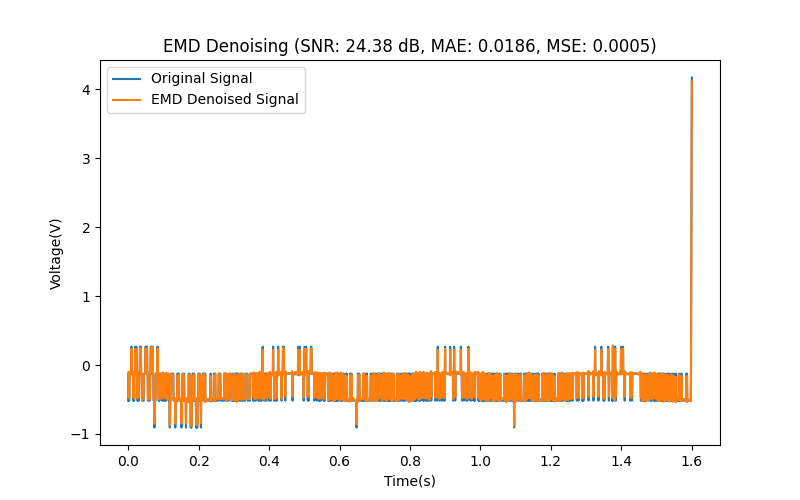 EMD Denoising (SNR: 24.38 dB, MAE: 0.0186, MSE: 0.0005)
Original Signal
EMD Denoised Signal
4
3
2
1
0
−1
Voltage(V)
0.0 0.2 0.4 0.6 0.8 1.0 1.2 1.4 1.6
Time(s)